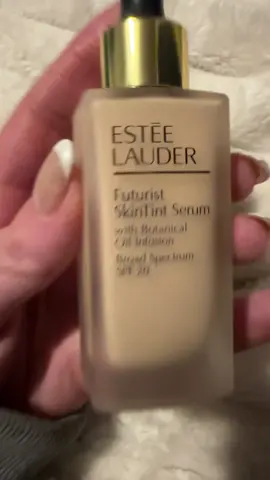 ESTĒE
LAUDER
Futurist
SkinTint Serum
with Botanical
Oil Infusion
Broad Spectrum
SPF 20